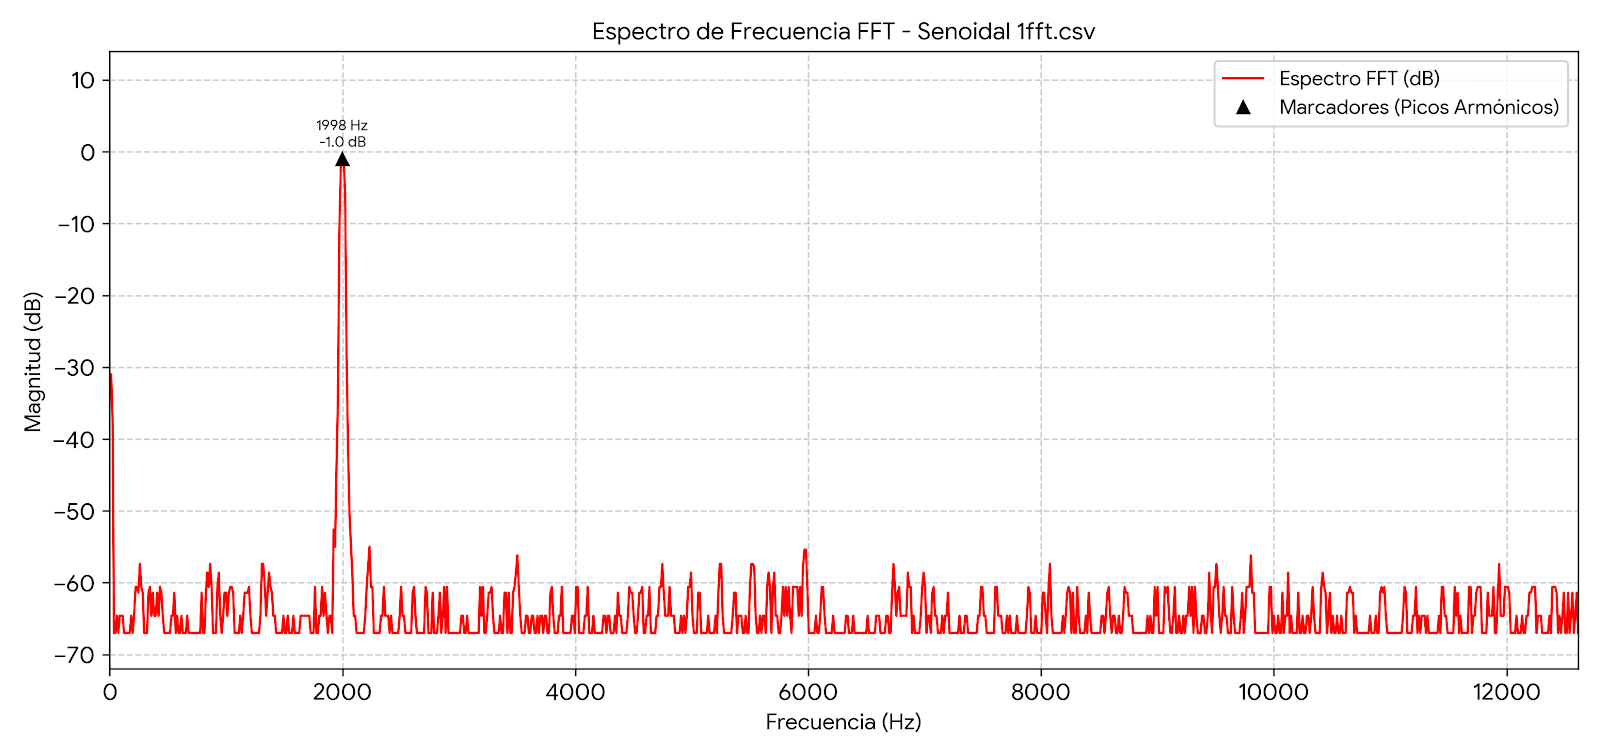 Espectro de Frecuencia FFT - Senoidal 1fft.csv
Espectro FFT (dB)
Marcadores (Picos Armónicos)
1998 Hz
-1.0 dB
Magnitud (dB)
10
0
−10
−20
−30
−40
−50
−60
−70
0
2000
4000
6000
8000
10000
12000
Frecuencia (Hz)